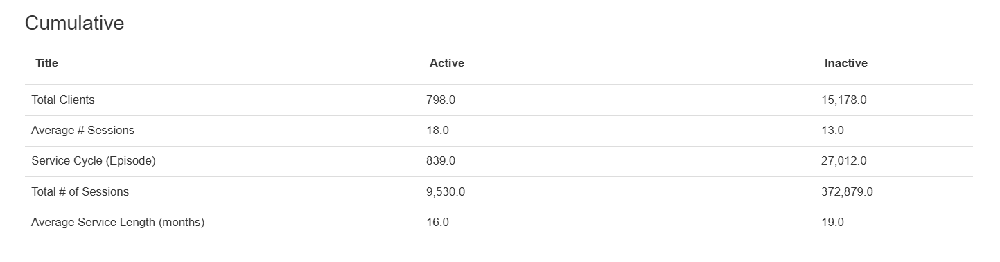 Cumulative
Title Active Inactive
Total Clients 798.0 15,178.0
Average # Sessions 18.0 13.0
Service Cycle (Episode) 839.0 27,012.0
Total # of Sessions 9,530.0 372,879.0
Average Service Length (months) 16.0 19.0